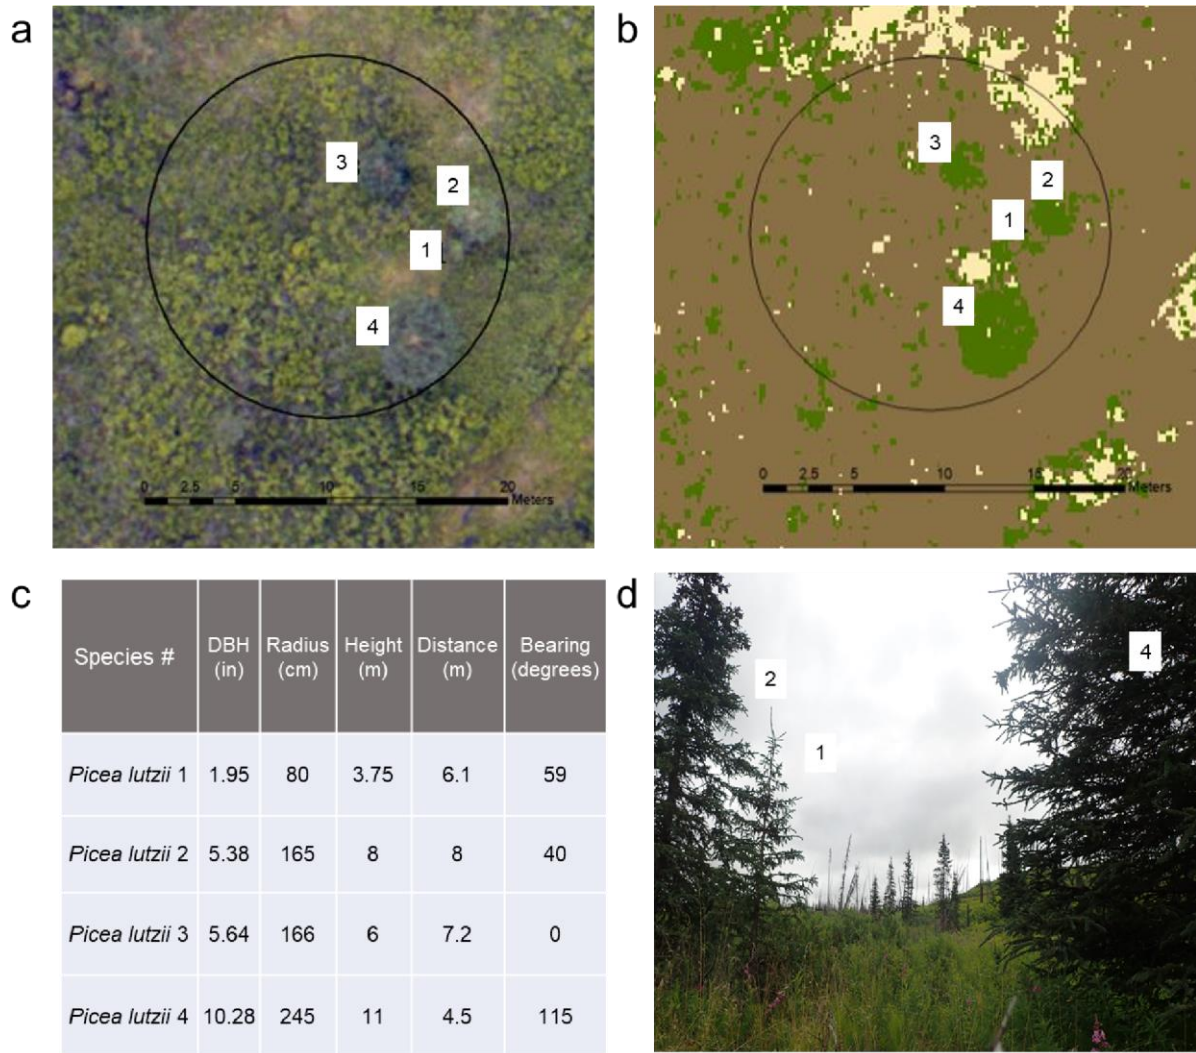 a
3
2
1
4
0 2.5 5 10 15 20
Meters
b
3
2
1
4
0 2.5 5 10 15 20
Meters
c
Species # DBH (in) Radius (cm) Height (m) Distance (m) Bearing (degrees)
Picea lutzii 1 1.95 80 3.75 6.1 59
Picea lutzii 2 5.38 165 8 8 40
Picea lutzii 3 5.64 166 6 7.2 0
Picea lutzii 4 10.28 245 11 4.5 115
d
2
1
4